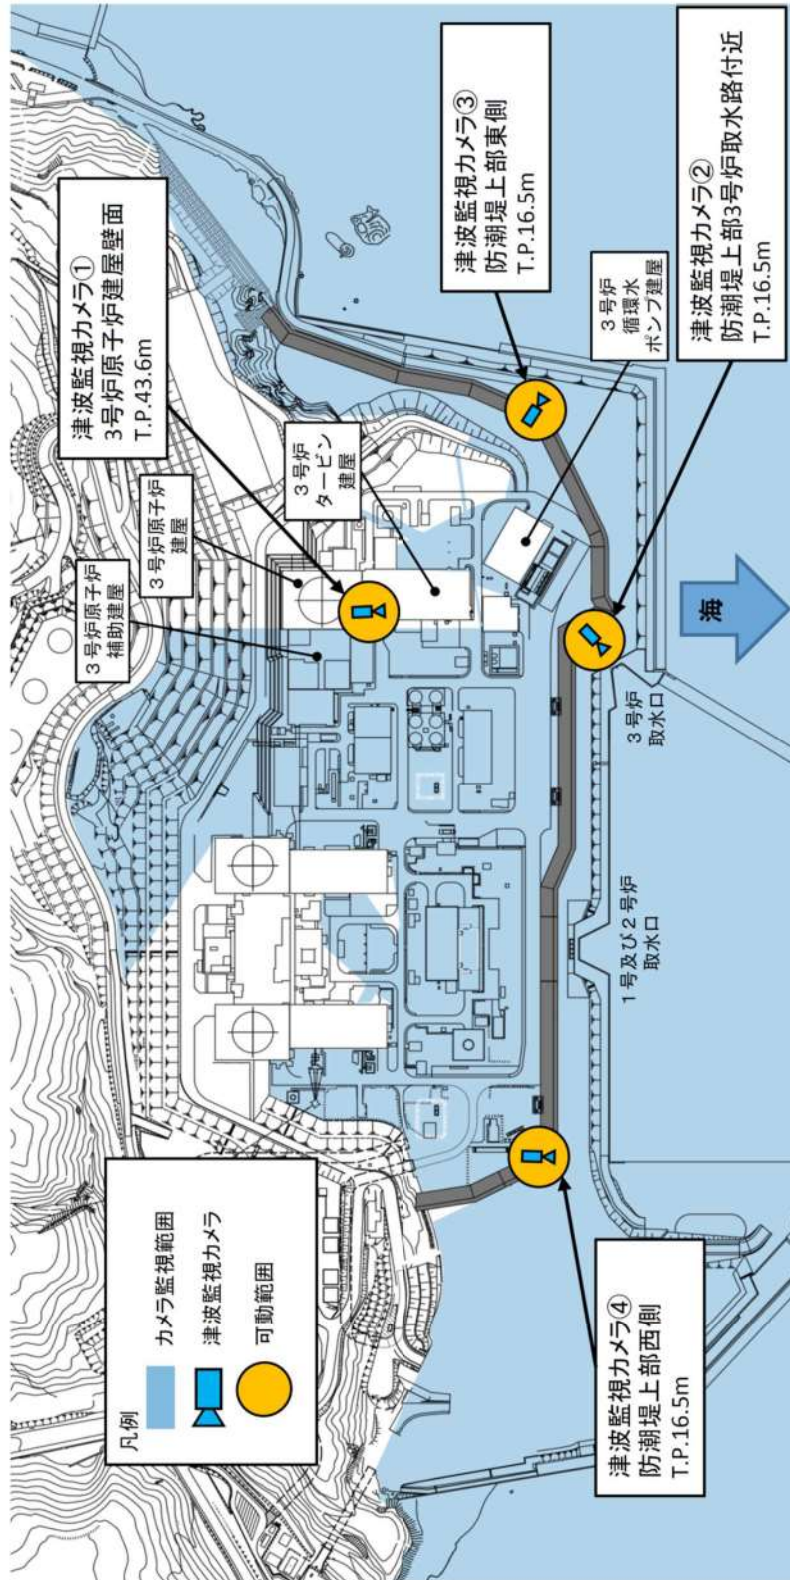 津波監視カメラ①
3号炉原子炉建屋壁面
T.P.43.6m
3号炉原子炉
建屋
3号炉原子炉
補助建屋
3号炉
タービン
建屋
津波監視カメラ③
防潮堤上部東側
T.P.16.5m
3号炉
循環水
ポンプ建屋
津波監視カメラ②
防潮堤上部3号炉取水路付近
T.P.16.5m
海
3号炉
取水口
1号及び2号炉
取水口
凡例
カメラ監視範囲
津波監視カメラ
可動範囲
津波監視カメラ④
防潮堤上部西側
T.P.16.5m